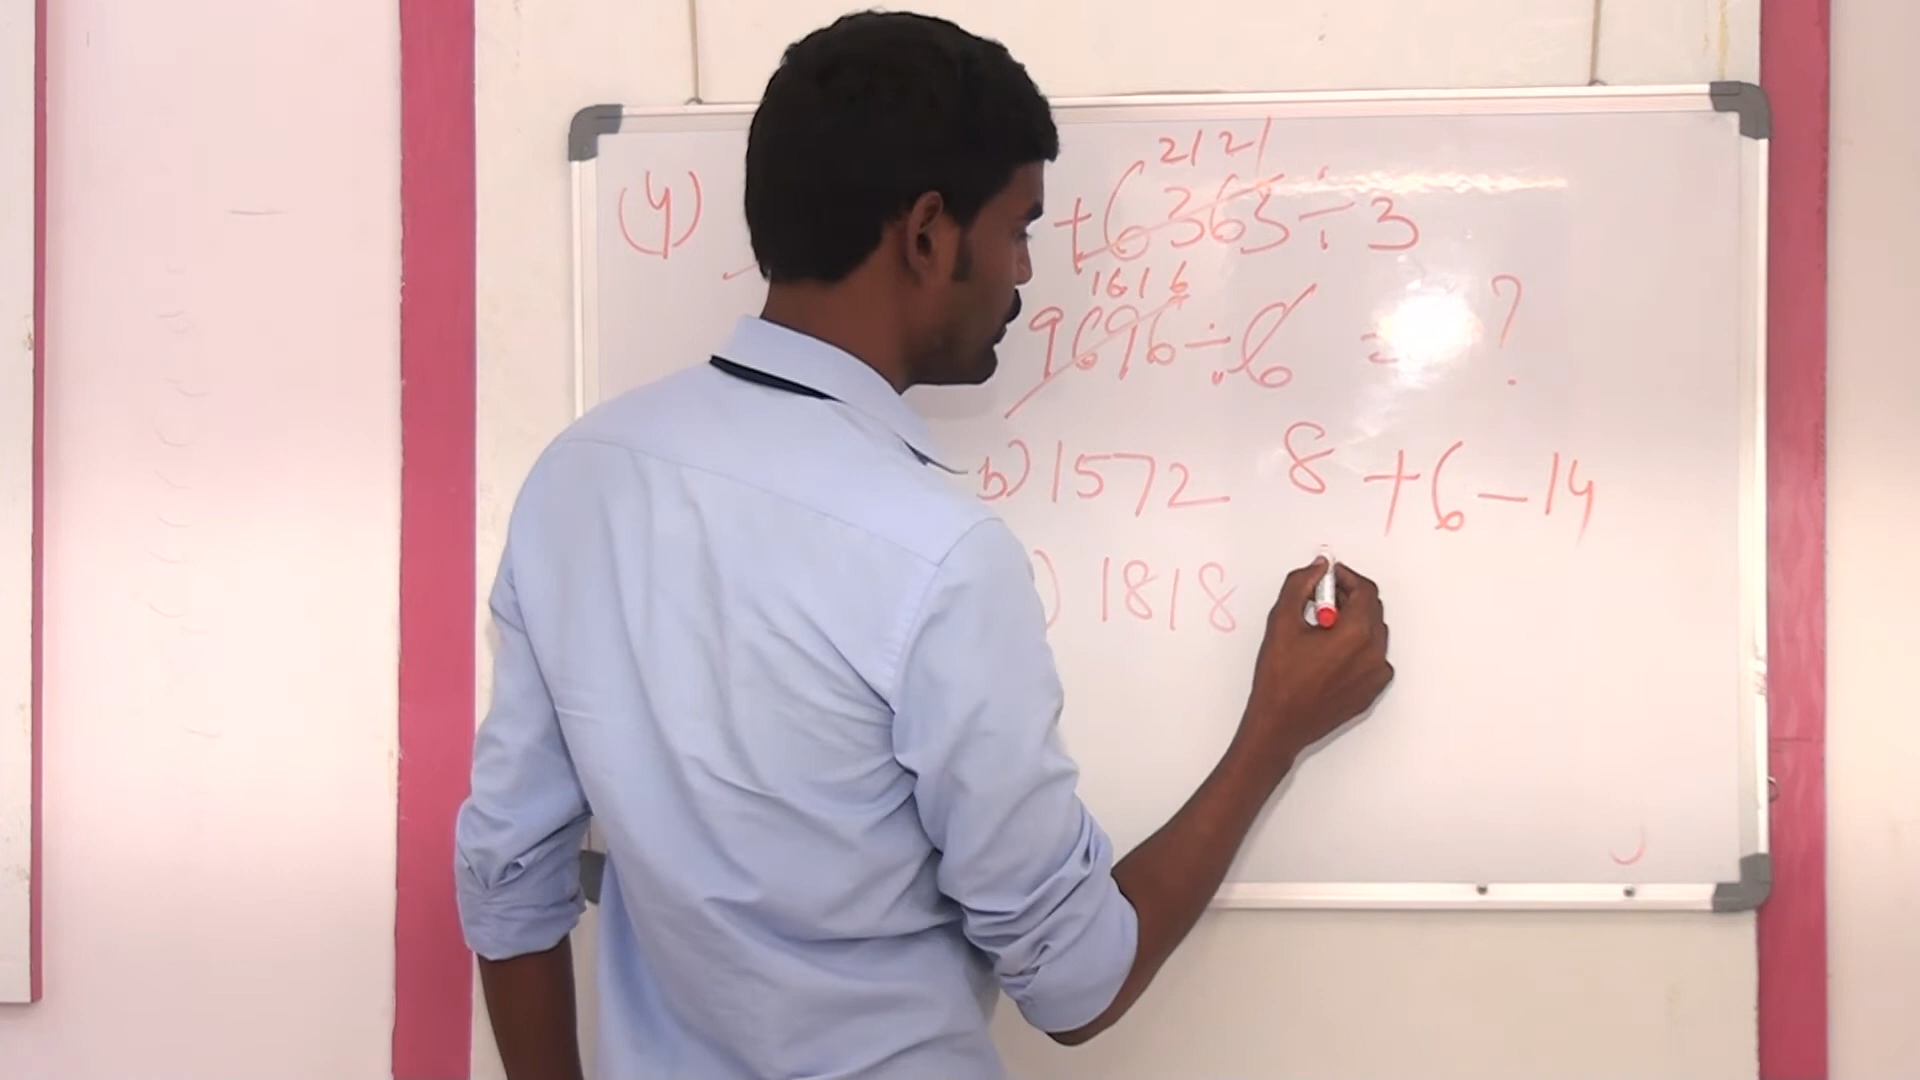 (4)
2121
+6363÷3
1616
9696÷6 = ?
b) 1572 8+6-14
) 1818